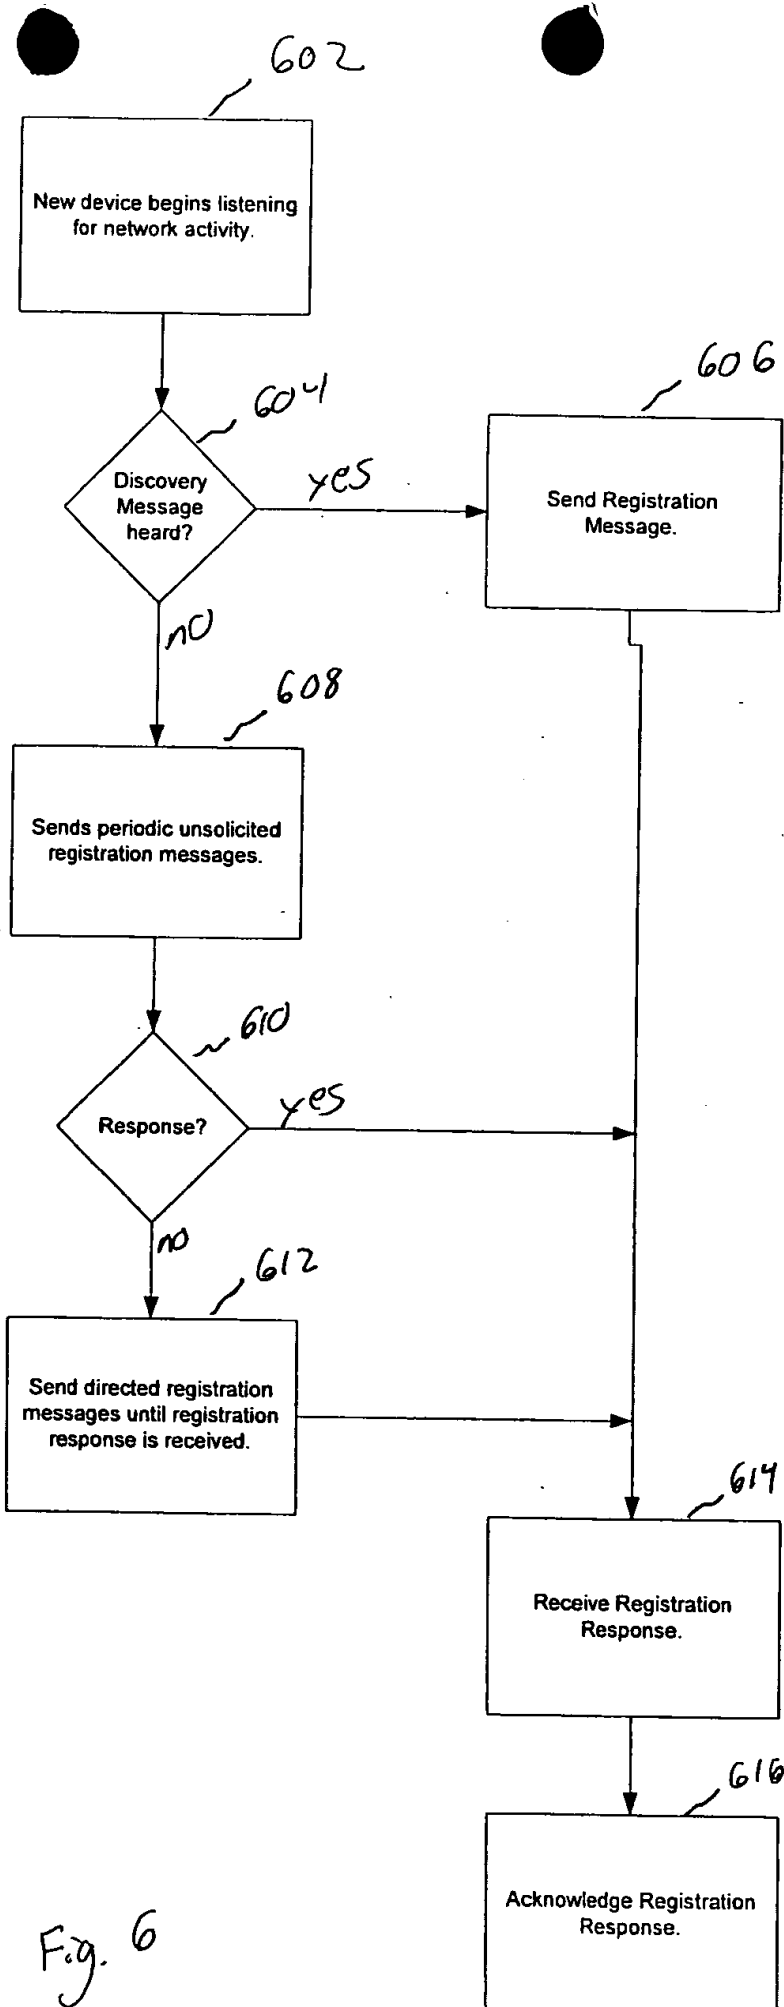 602
New device begins listening
for network activity.
604
606
Discovery
Message
heard?
yes
Send Registration
Message.
no
608
Sends periodic unsolicited
registration messages.
610
Response?
yes
no
612
Send directed registration
messages until registration
response is received.
614
Receive Registration
Response.
616
Acknowledge Registration
Response.
Fig. 6